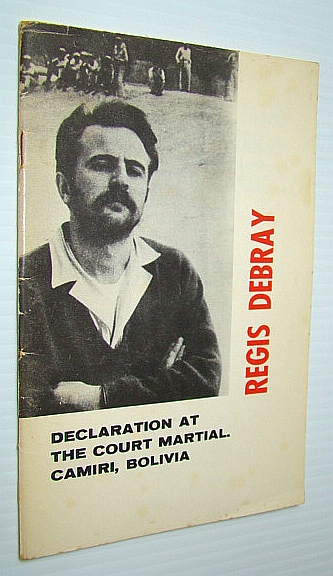 REGIS DEBRAY
DECLARATION AT
THE COURT MARTIAL.
CAMIRI, BOLIVIA